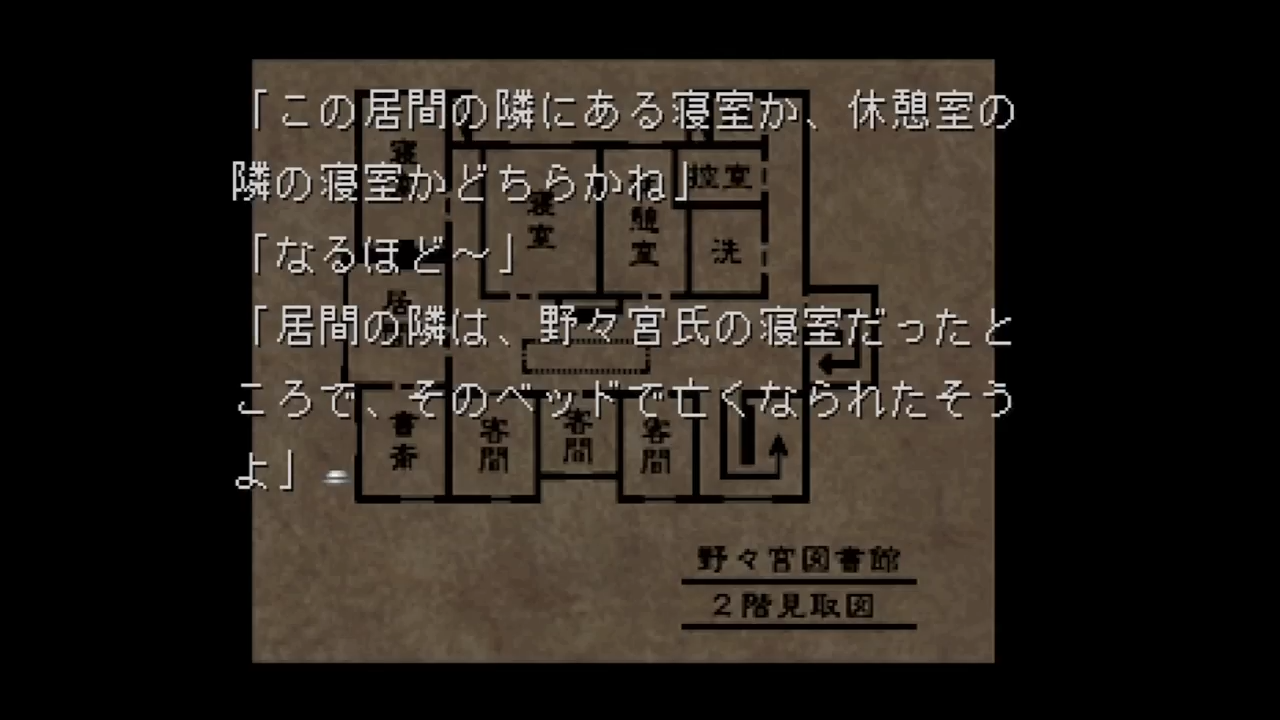 「この居間の隣にある寝室か、休憩室の
隣の寝室かどちらかね」
「なるほど～」
「居間の隣は、野々宮氏の寝室だったと
ころで、そのベッドで亡くなられたそう
よ」
控室
寝室
憩室
洗
書斎
客間
客間
客間
野々宮図書館
２階見取図